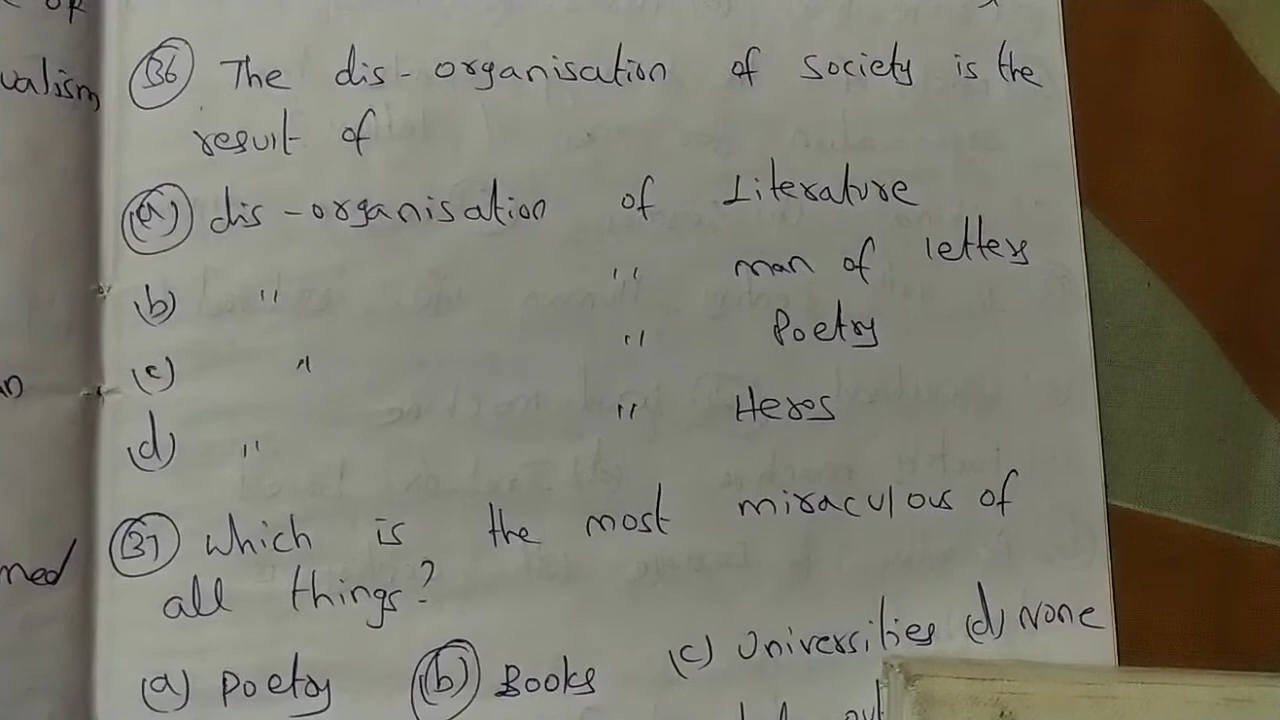 ualism
36 The dis-organisation of society is the
result of
(a) dis-organisation of Literature
(b) " " man of letters
(c) " " Poetry
(d) " " Heros
37 which is the most miraculous of
all things?
(a) Poetry (b) Books (c) Universities (d) None